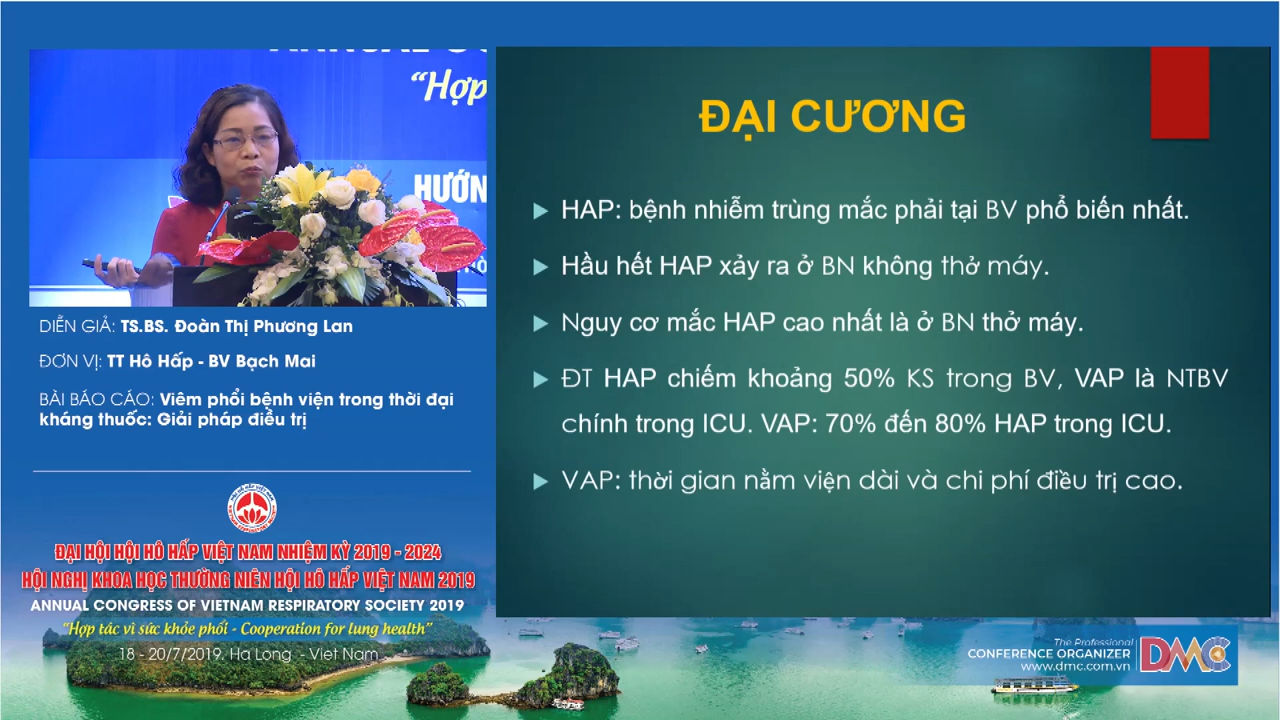 “Hợp
HƯỚN
DIỄN GIẢ: TS.BS. Đoàn Thị Phương Lan
ĐƠN VỊ: TT Hô Hấp - BV Bạch Mai
BÀI BÁO CÁO: Viêm phổi bệnh viện trong thời đại
kháng thuốc: Giải pháp điều trị
ĐẠI HỘI HỘI HÔ HẤP VIỆT NAM NHIỆM KỲ 2019 - 2024
HỘI NGHỊ KHOA HỌC THƯỜNG NIÊN HỘI HÔ HẤP VIỆT NAM 2019
ANNUAL CONGRESS OF VIETNAM RESPIRATORY SOCIETY 2019
“Hợp tác vì sức khỏe phổi - Cooperation for lung health”
18 - 20/7/2019. Ha Long - Viet Nam
ĐẠI CƯƠNG
HAP: bệnh nhiễm trùng mắc phải tại BV phổ biến nhất.
Hầu hết HAP xảy ra ở BN không thở máy.
Nguy cơ mắc HAP cao nhất là ở BN thở máy.
ĐT HAP chiếm khoảng 50% KS trong BV, VAP là NTBV
chính trong ICU. VAP: 70% đến 80% HAP trong ICU.
VAP: thời gian nằm viện dài và chi phí điều trị cao.
The Professional
CONFERENCE ORGANIZER
www.dmc.com.vn
DMC